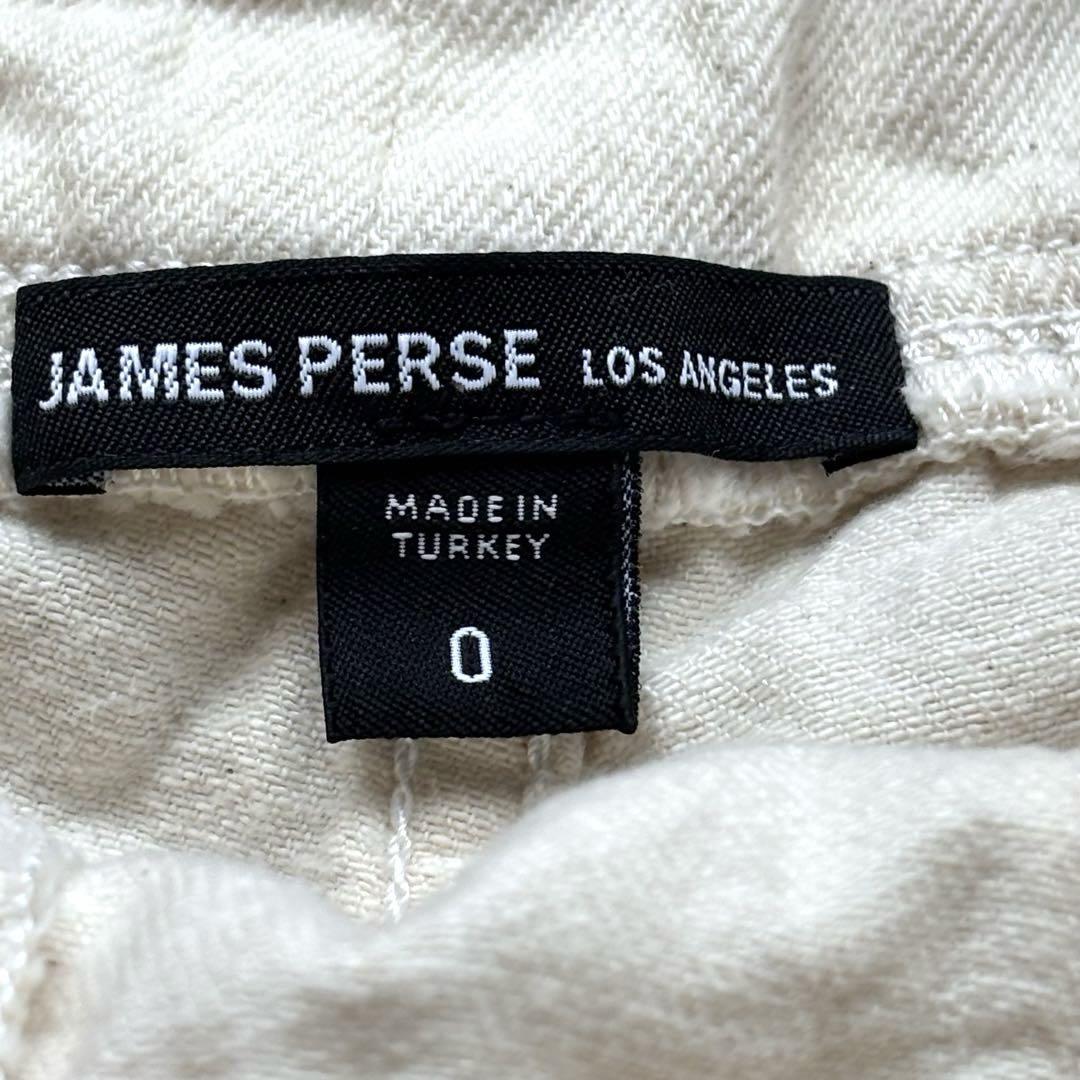 JAMES PERSE LOS ANGELES
MADE IN
TURKEY
0